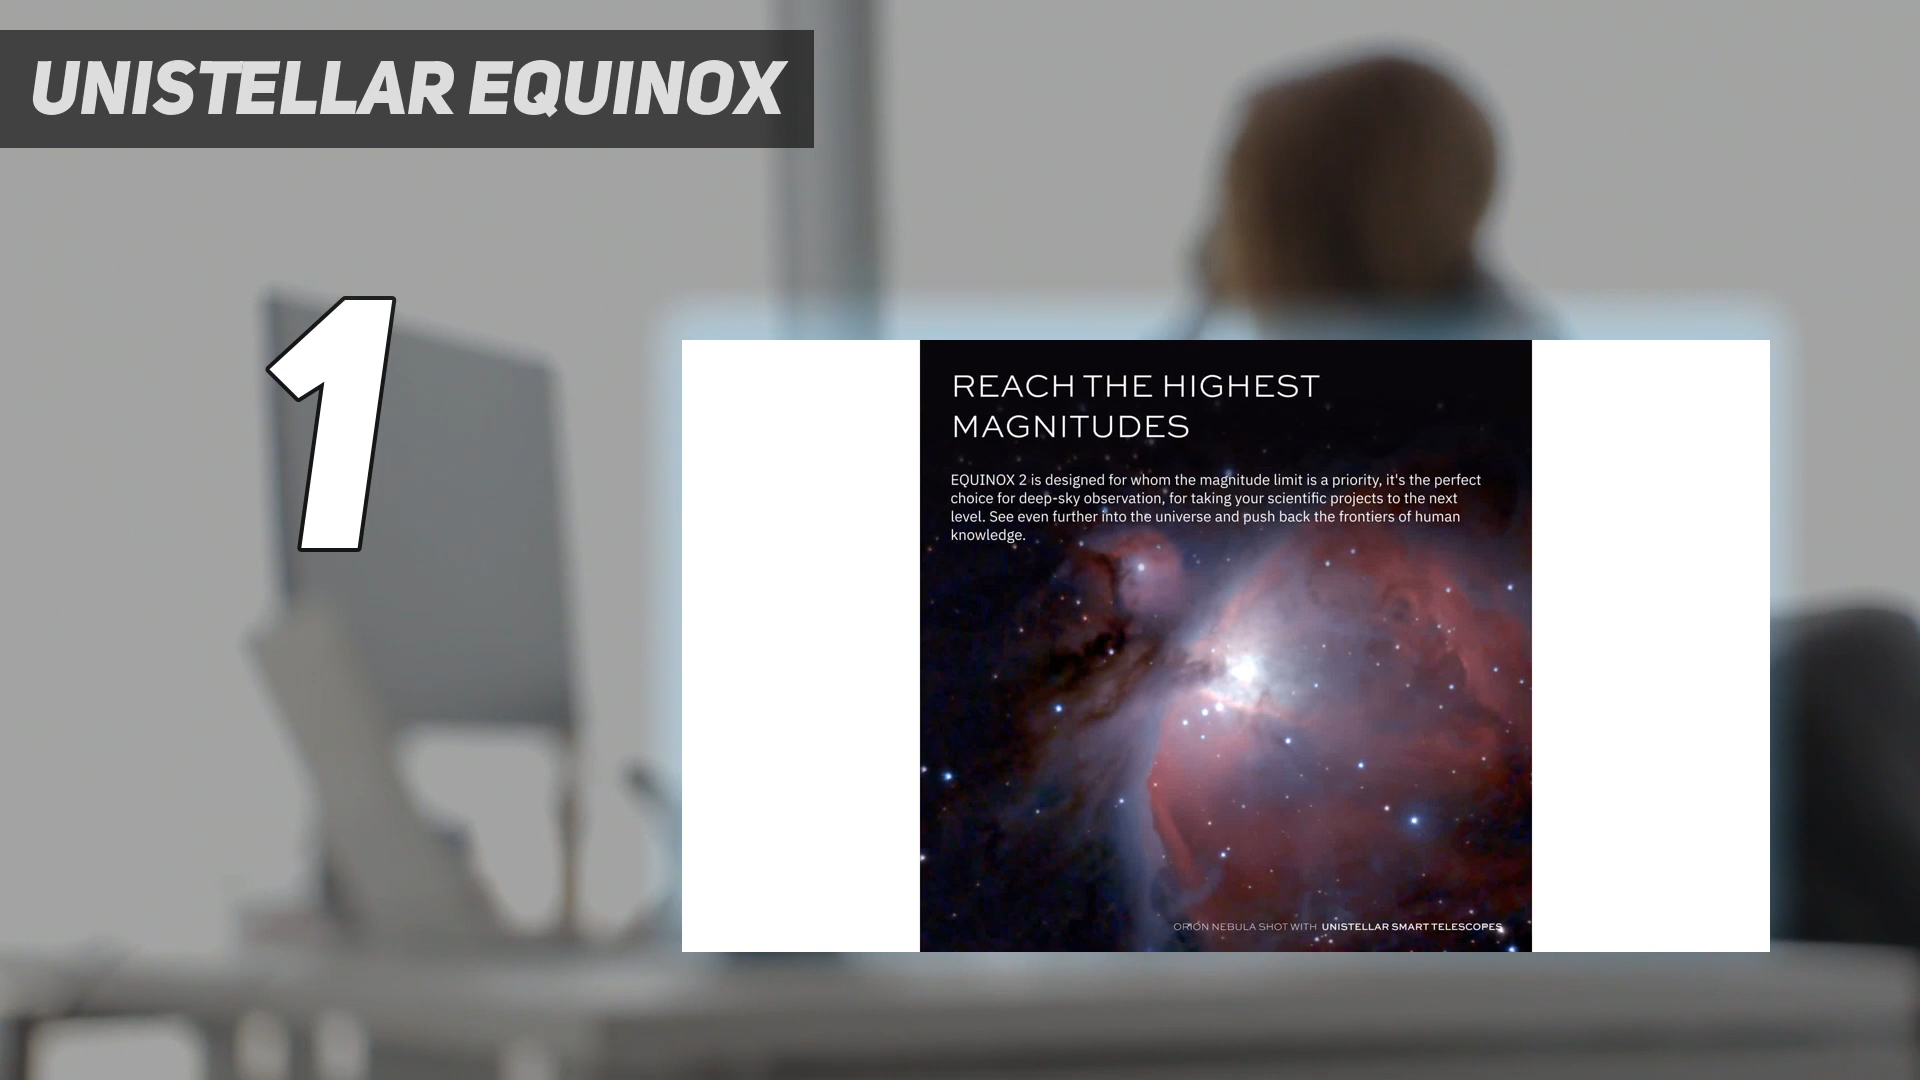 UNISTELLAR EQUINOX
1
REACH THE HIGHEST
MAGNITUDES
EQUINOX 2 is designed for whom the magnitude limit is a priority, it's the perfect
choice for deep-sky observation, for taking your scientific projects to the next
level. See even further into the universe and push back the frontiers of human
knowledge.
ORION NEBULA SHOT WITH UNISTELLAR SMART TELESCOPES